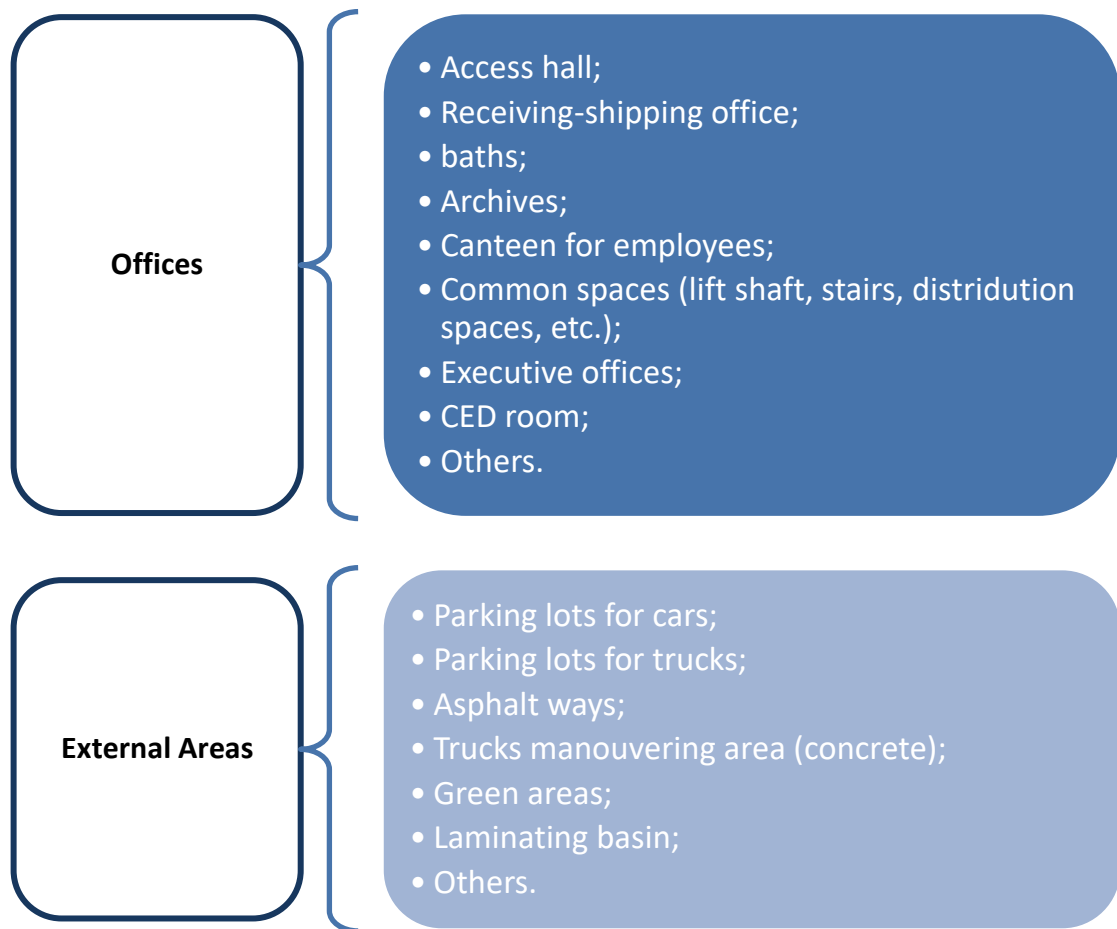 Offices
• Access hall;
• Receiving-shipping office;
• baths;
• Archives;
• Canteen for employees;
• Common spaces (lift shaft, stairs, distridution
spaces, etc.);
• Executive offices;
• CED room;
• Others.
External Areas
• Parking lots for cars;
• Parking lots for trucks;
• Asphalt ways;
• Trucks manouvering area (concrete);
• Green areas;
• Laminating basin;
• Others.